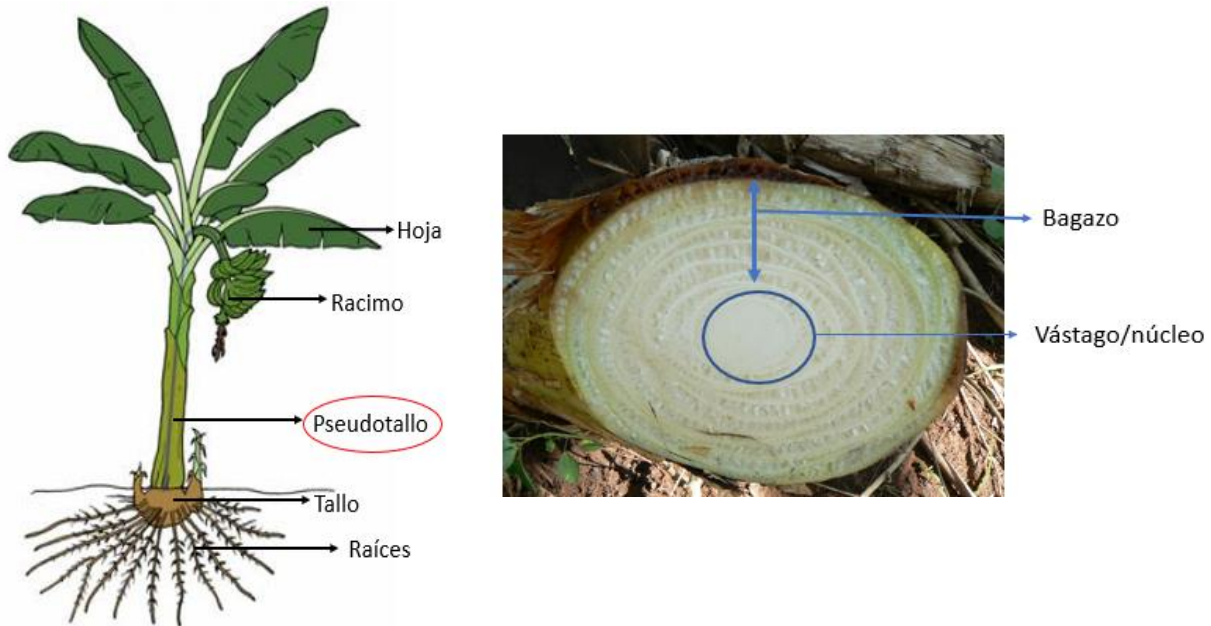 Hoja
Racimo
Pseudotallo
Tallo
Raíces
Bagazo
Vástago/núcleo